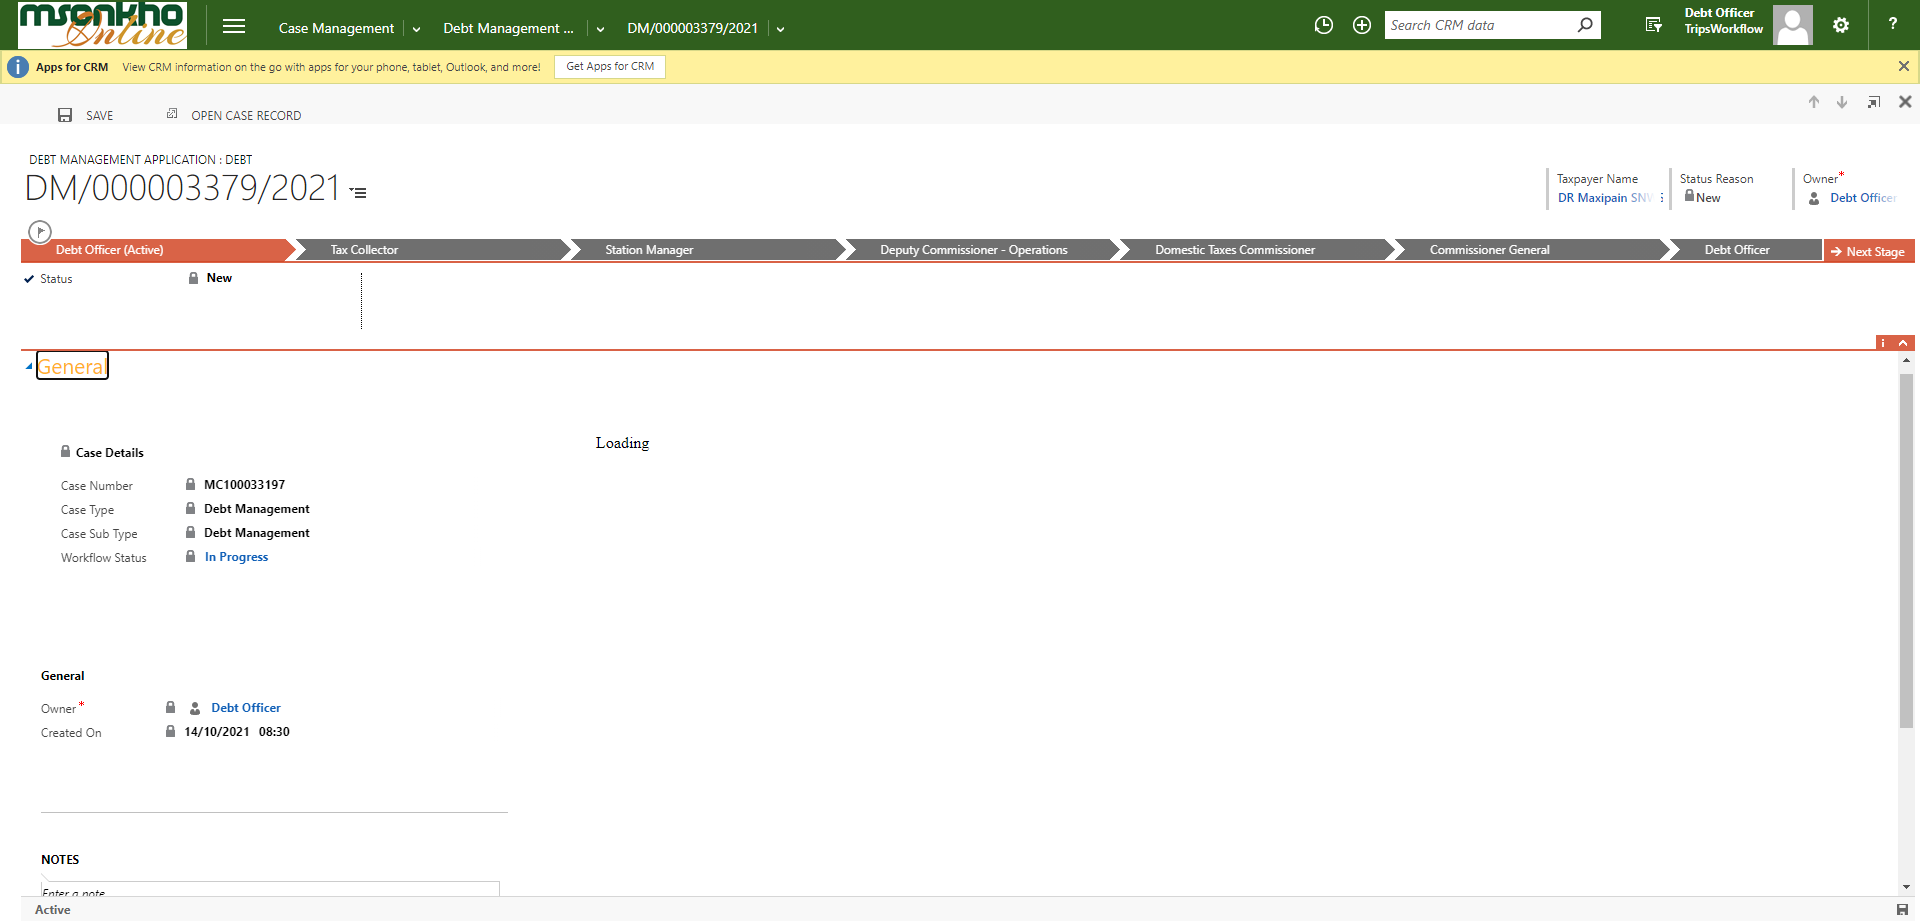 msonkho
Online
Case Management
Debt Management ...
DM/000003379/2021
Search CRM data
Debt Officer
TripsWorkflow
?
i
Apps for CRM
View CRM information on the go with apps for your phone, tablet, Outlook, and more!
Get Apps for CRM
SAVE
OPEN CASE RECORD
DEBT MANAGEMENT APPLICATION : DEBT
DM/000003379/2021
Taxpayer Name
DR Maxipain
Status Reason
New
Owner*
Debt Officer
Debt Officer (Active)
Tax Collector
Station Manager
Deputy Commissioner - Operations
Domestic Taxes Commissioner
Commissioner General
Debt Officer
Next Stage
Status
New
i
General
Loading
Case Details
Case Number
MC100033197
Case Type
Debt Management
Case Sub Type
Debt Management
Workflow Status
In Progress
General
Owner*
Debt Officer
Created On
14/10/2021 08:30
NOTES
Enter a note
Active